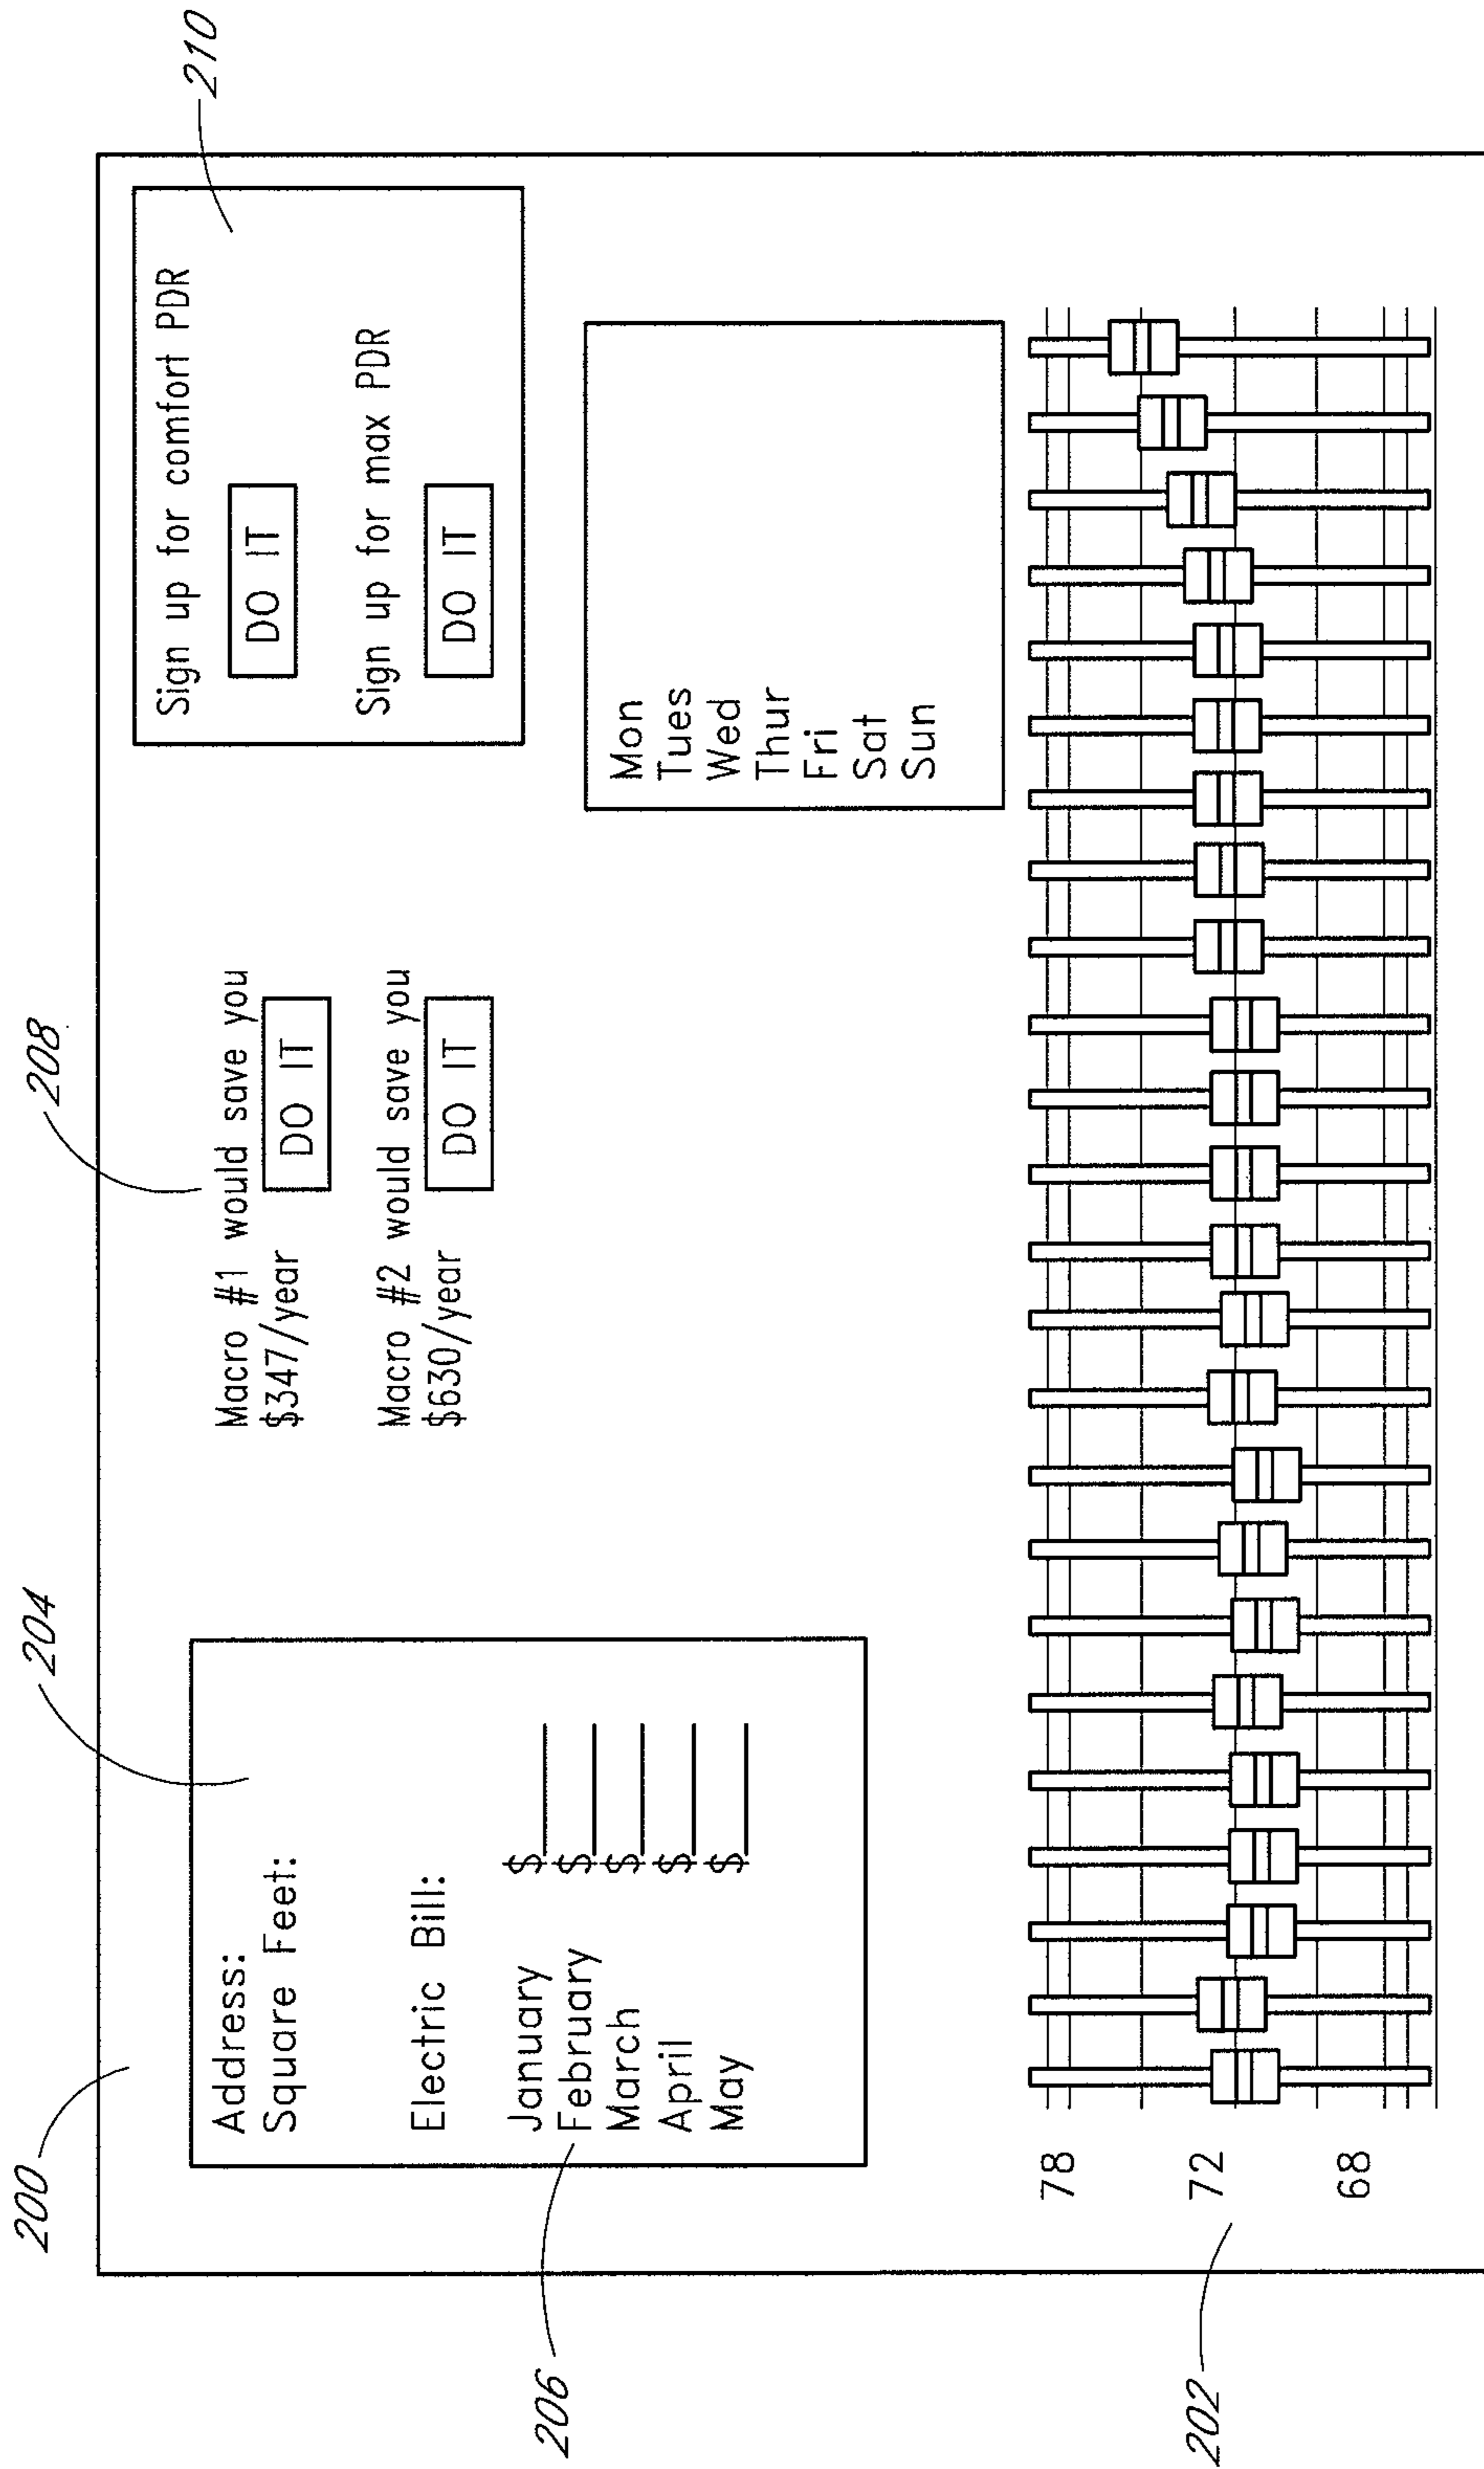 200
204
208
210
Address:
Square Feet:
Electric Bill:
January $
February $
March $
April $
May $
206
Macro #1 would save you
$347/year
DO IT
Macro #2 would save you
$630/year
DO IT
Sign up for comfort PDR
DO IT
Sign up for max PDR
DO IT
Mon
Tues
Wed
Thur
Fri
Sat
Sun
78
72
68
202